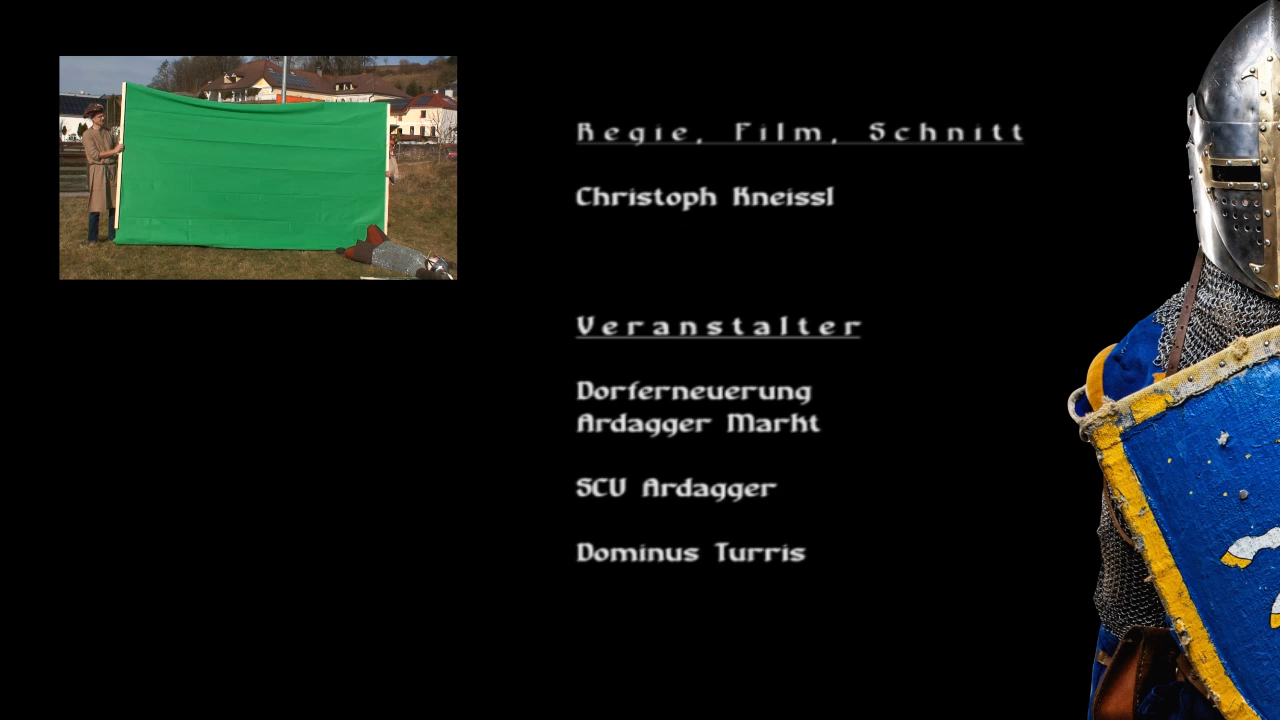 Regie, Film, Schnitt
Christoph Kneissl
Veranstalter
Dorferneuerung
Ardagger Markt
SCU Ardagger
Dominus Turris